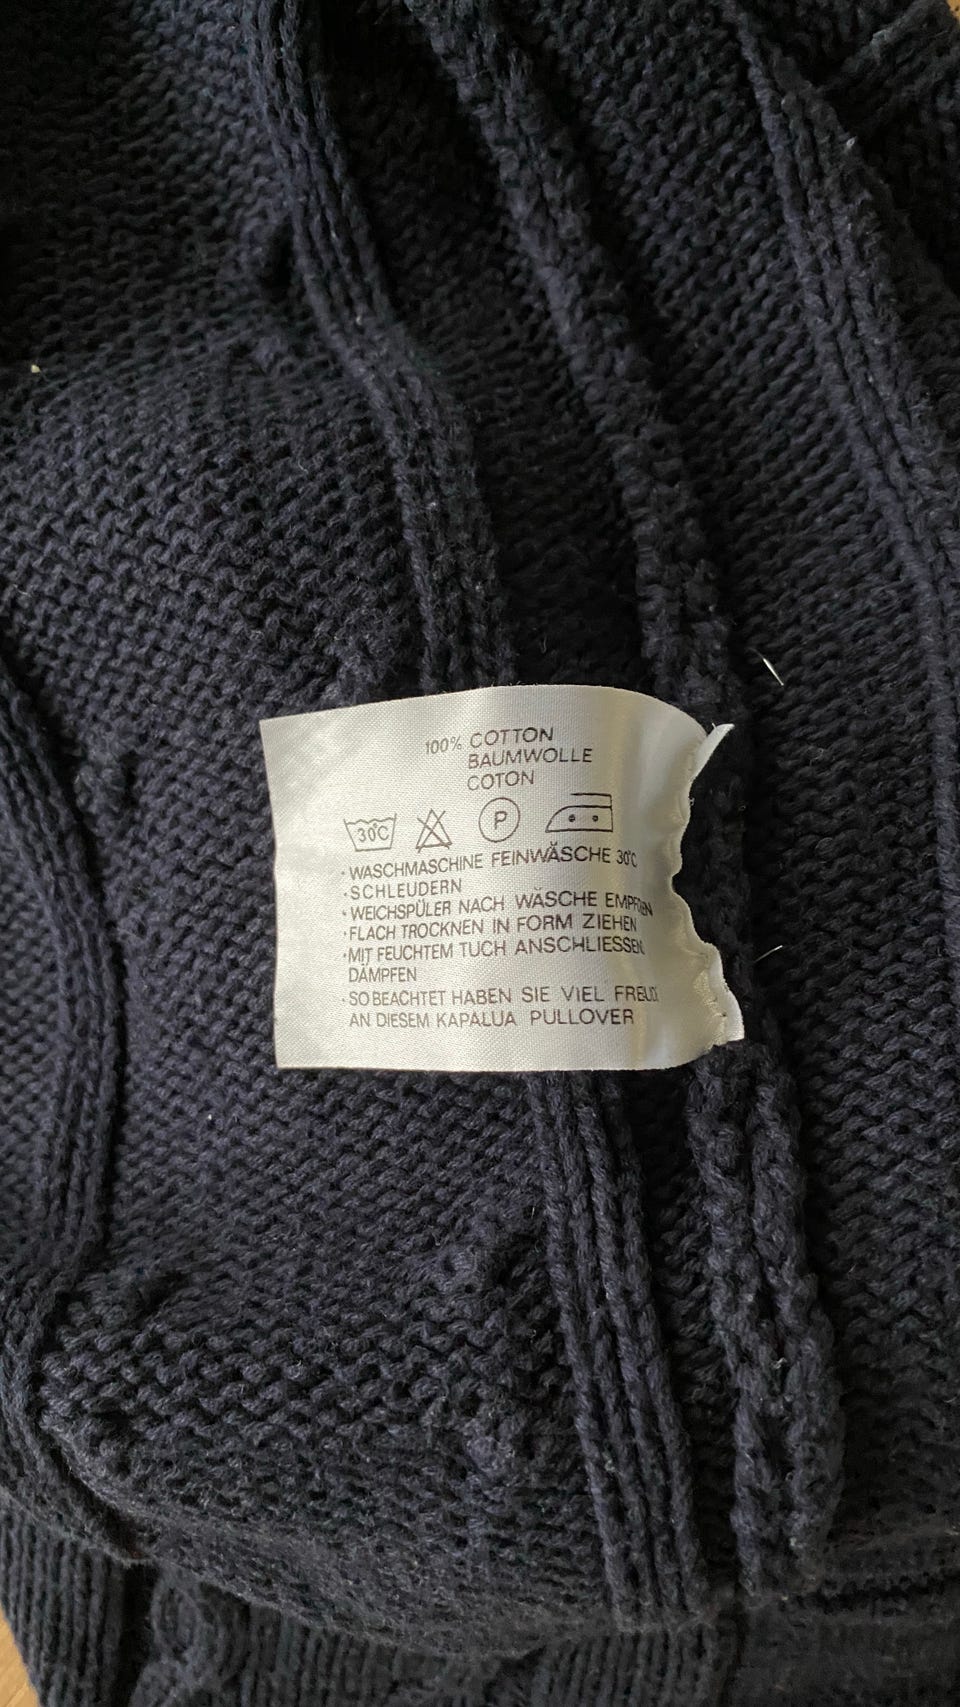 100% COTTON
BAUMWOLLE
COTON
30°C P
·WASCHMASCHINE FEINWÄSCHE 30°C
·SCHLEUDERN
·WEICHSPÜLER NACH WÄSCHE
·FLACH TROCKNEN IN FORM ZIEHEN
·MIT FEUCHTEM TUCH ANSCHLIESSEN
DÄMPFEN
·SO BEACHTET HABEN SIE VIEL
AN DIESEM KAPALUA PULLOVER